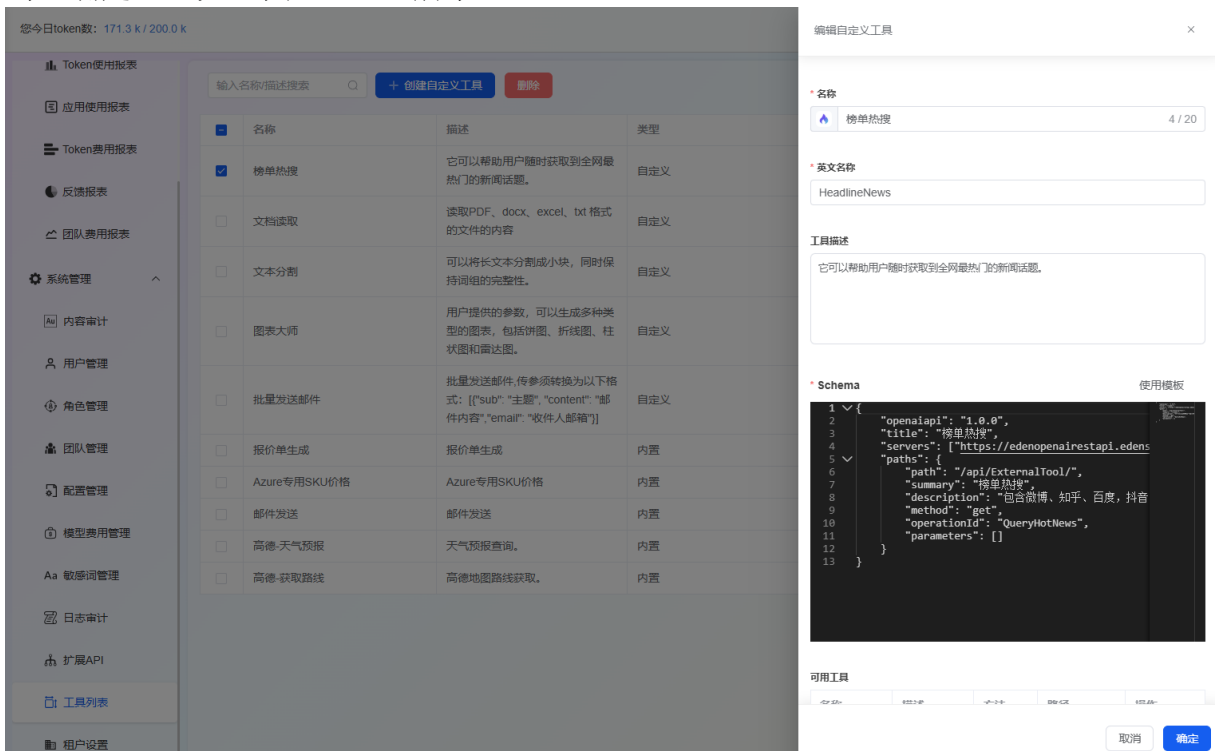 您今日token数：171.3 k / 200.0 k
Token使用报表
应用使用报表
Token费用报表
反馈报表
团队费用报表
系统管理
内容审计
用户管理
角色管理
团队管理
配置管理
模型费用管理
Aa 敏感词管理
日志审计
扩展API
工具列表
租户设置
输入名称/描述搜索
+ 创建自定义工具
删除
名称 描述 类型
榜单热搜 它可以帮助用户随时获取到全网最热门的新闻话题。 自定义
文档读取 读取PDF、docx、excel、txt 格式的文件的内容 自定义
文本分割 可以将长文本分割成小块，同时保持词组的完整性。 自定义
图表大师 用户提供的参数，可以生成多种类型的图表，包括饼图、折线图、柱状图和雷达图。 自定义
批量发送邮件 批量发送邮件,传参须转换为以下格式：[{"sub": "主题", "content": "邮件内容","email": "收件人邮箱"}] 自定义
报价单生成 报价单生成 内置
Azure专用SKU价格 Azure专用SKU价格 内置
邮件发送 邮件发送 内置
高德-天气预报 天气预报查询。 内置
高德-获取路线 高德地图路线获取。 内置
编辑自定义工具
* 名称
榜单热搜 4 / 20
* 英文名称
HeadlineNews
工具描述
它可以帮助用户随时获取到全网最热门的新闻话题。
* Schema 使用模板
1 {
2 "openaiapi": "1.0.0",
3 "title": "榜单热搜",
4 "servers": ["https://edenopenairestapi.edens
5 "paths": {
6 "path": "/api/ExternalTool/",
7 "summary": "榜单热搜",
8 "description": "包含微博、知乎、百度，抖音
9 "method": "get",
10 "operationId": "QueryHotNews",
11 "parameters": []
12 }
13 }
可用工具
名称 描述 方法 路径 操作
取消 确定